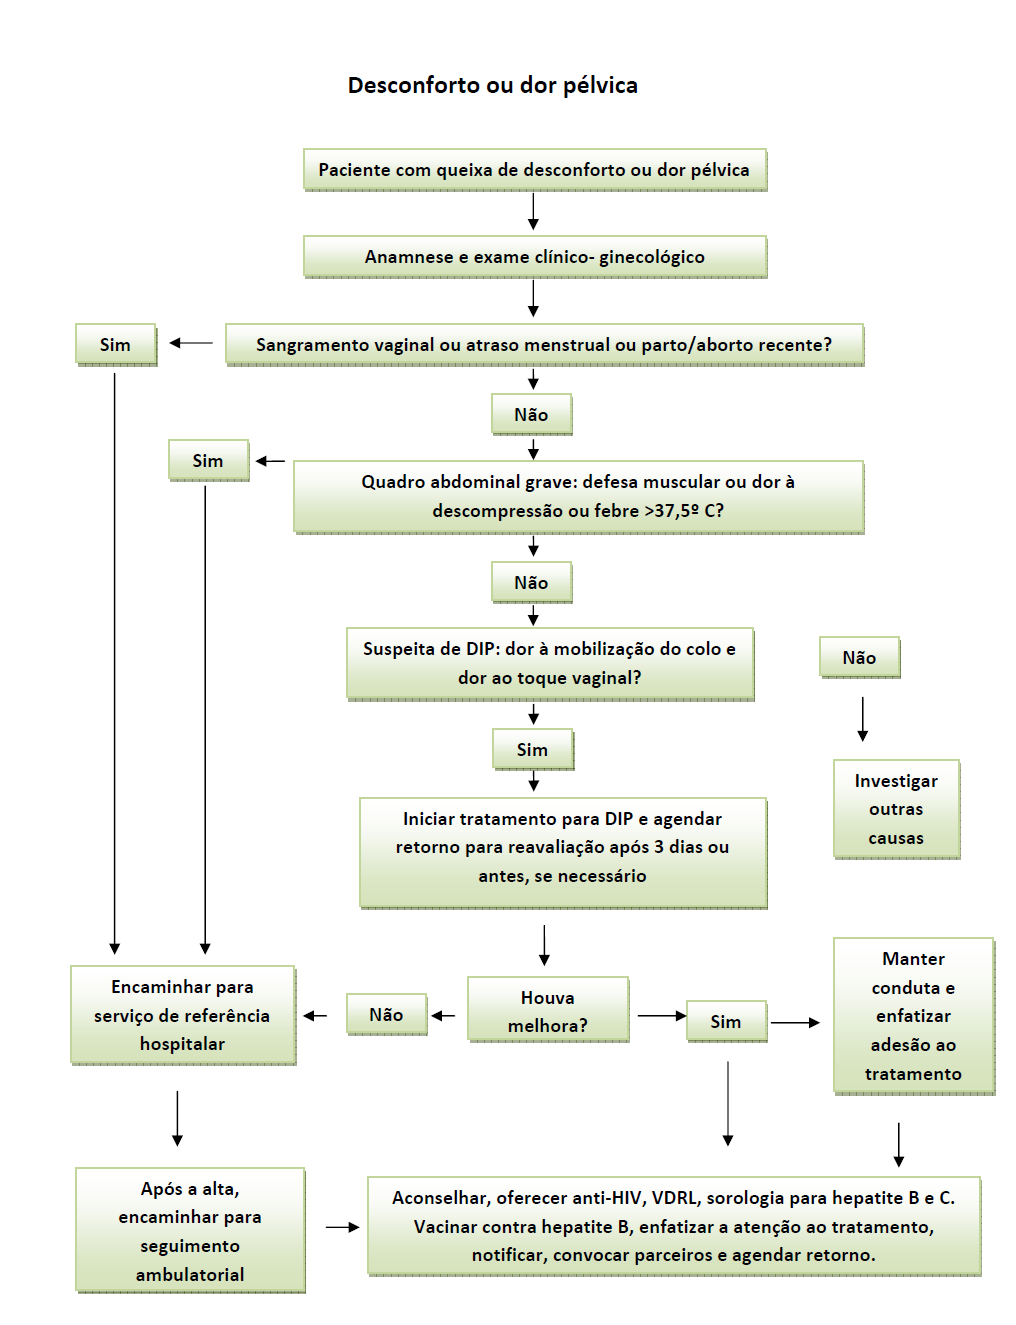 Desconforto ou dor pélvica
Paciente com queixa de desconforto ou dor pélvica
Anamnese e exame clínico- ginecológico
Sim
Sangramento vaginal ou atraso menstrual ou parto/aborto recente?
Não
Sim
Quadro abdominal grave: defesa muscular ou dor à
descompressão ou febre >37,5º C?
Não
Suspeita de DIP: dor à mobilização do colo e
dor ao toque vaginal?
Não
Sim
Investigar
outras
causas
Iniciar tratamento para DIP e agendar
retorno para reavaliação após 3 dias ou
antes, se necessário
Encaminhar para
serviço de referência
hospitalar
Não
Houva
melhora?
Sim
Manter
conduta e
enfatizar
adesão ao
tratamento
Após a alta,
encaminhar para
seguimento
ambulatorial
Aconselhar, oferecer anti-HIV, VDRL, sorologia para hepatite B e C.
Vacinar contra hepatite B, enfatizar a atenção ao tratamento,
notificar, convocar parceiros e agendar retorno.